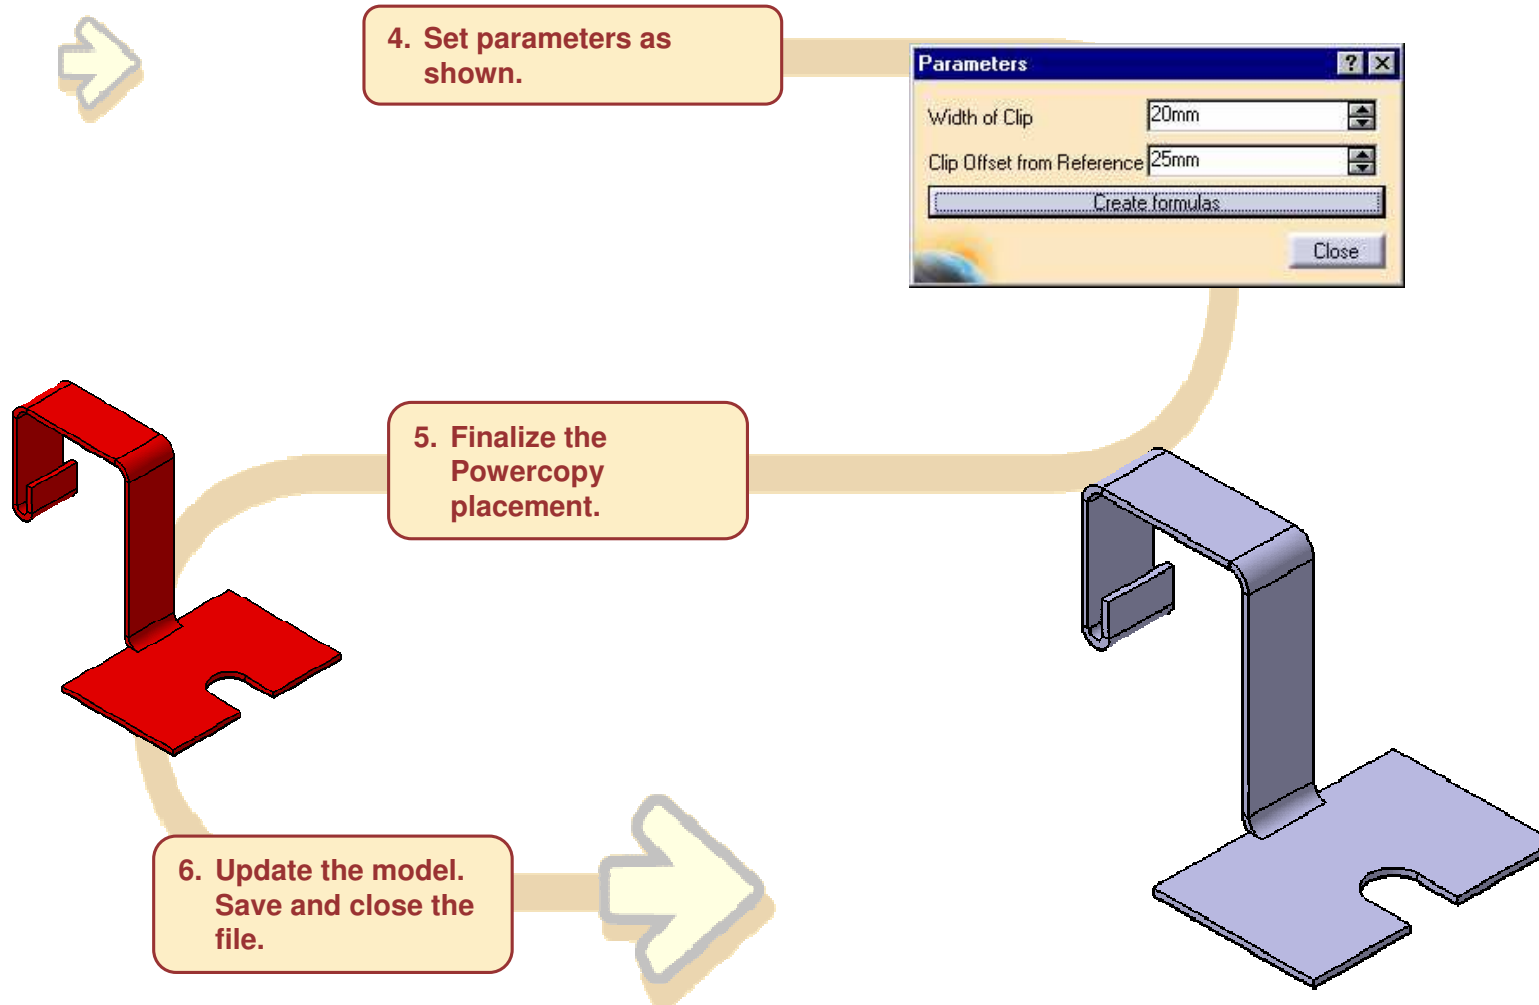 4. Set parameters as
shown.
Parameters
Width of Clip 20mm
Clip Offset from Reference 25mm
Create formulas
Close
5. Finalize the
Powercopy
placement.
6. Update the model.
Save and close the
file.